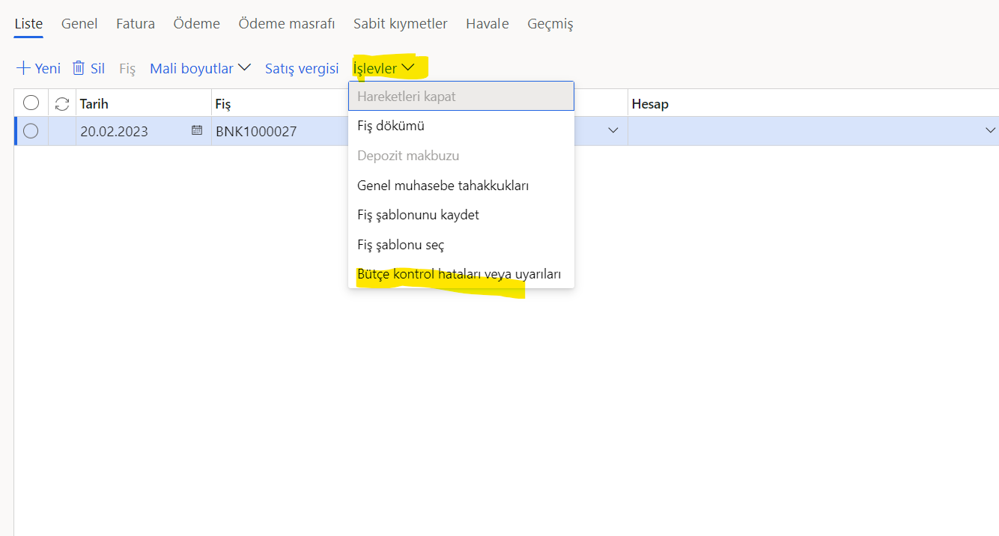 Liste Genel Fatura Ödeme Ödeme masrafı Sabit kıymetler Havale Geçmiş
Yeni Sil Fiş Mali boyutlar Satış vergisi İşlevler
Tarih Fiş Hesap
20.02.2023 BNK1000027
Hareketleri kapat
Fiş dökümü
Depozit makbuzu
Genel muhasebe tahakkukları
Fiş şablonunu kaydet
Fiş şablonu seç
Bütçe kontrol hataları veya uyarıları